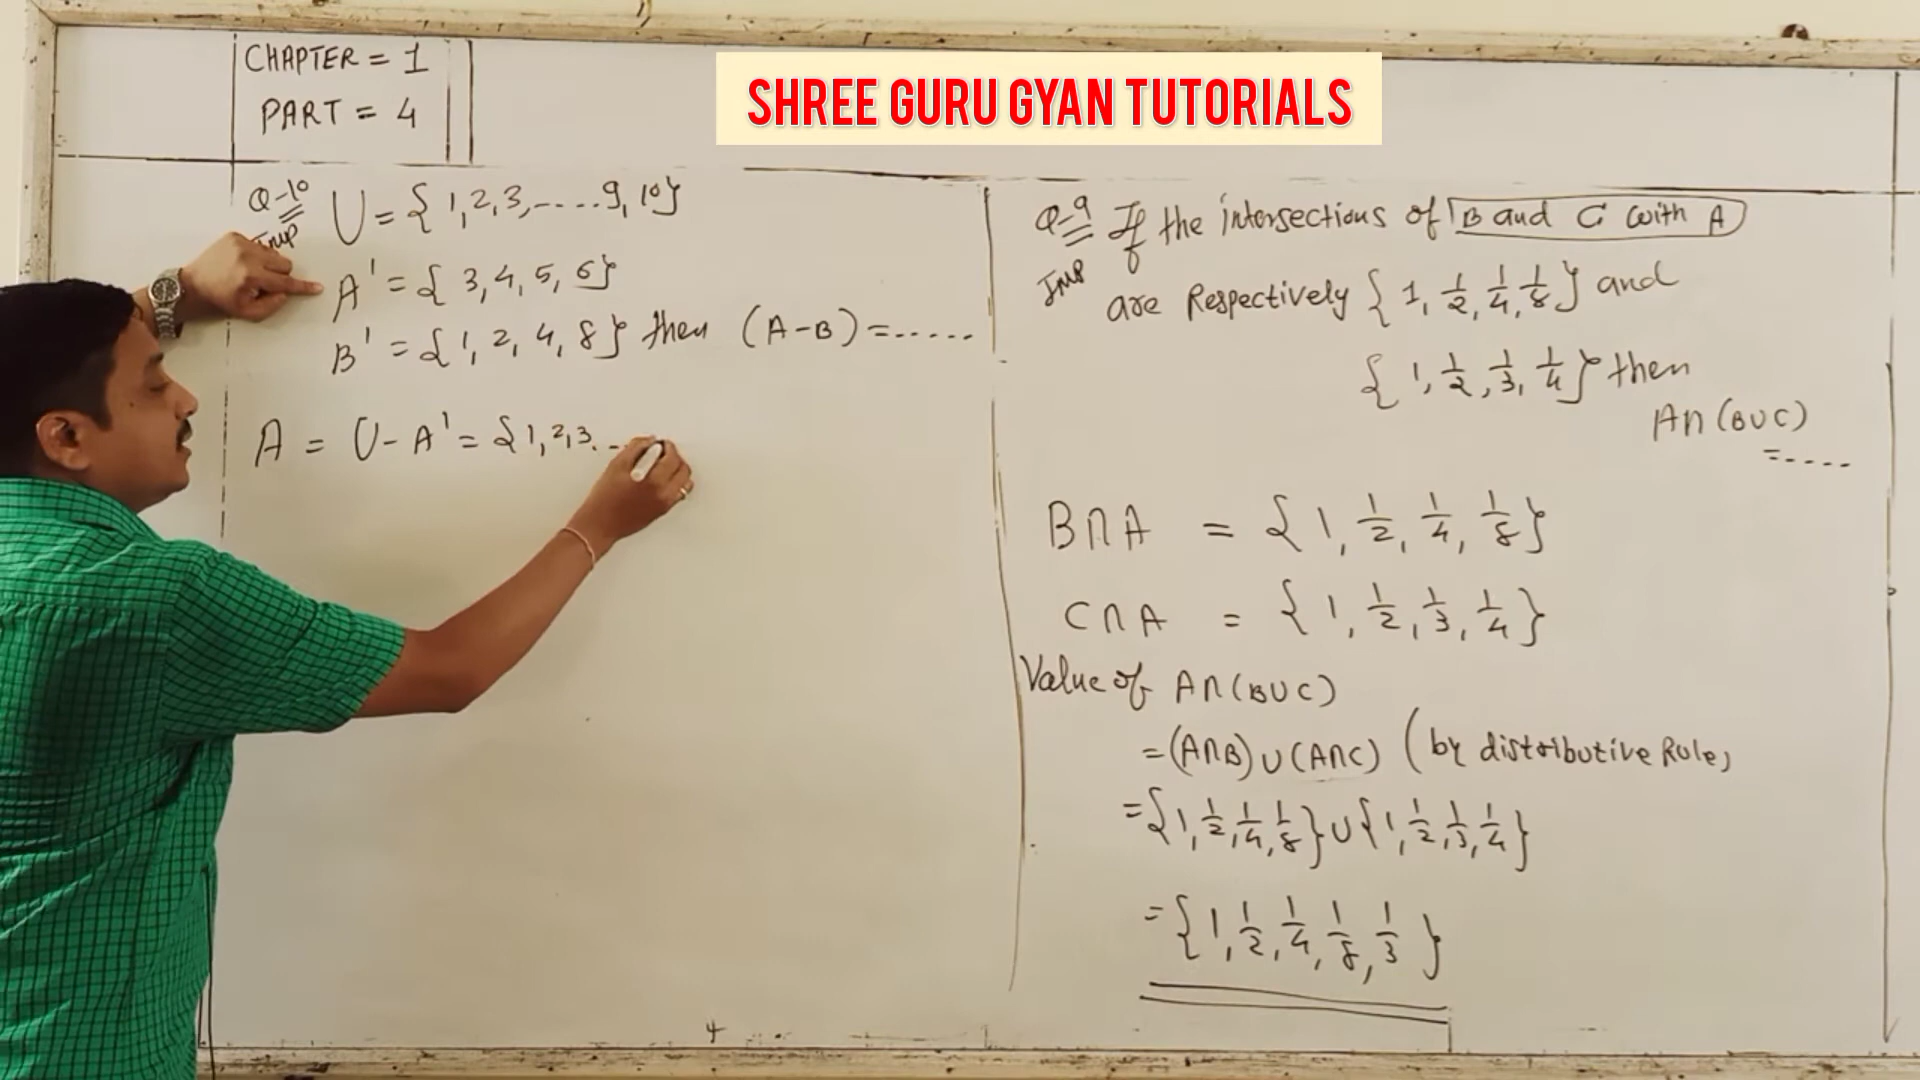 CHAPTER = 1
PART = 4
SHREE GURU GYAN TUTORIALS
Q-10 U = { 1, 2, 3, .... 9, 10}
Imp
A' = { 3, 4, 5, 6}
B' = {1, 2, 4, 8} then (A-B) = .....
A = U - A' = {1, 2, 3. ..
Q-9 If the intersections of B and C with A
Imp are Respectively { 1, 1/2, 1/4, 1/8 } and
{ 1, 1/2, 1/3, 1/4 } then
A∩(B∪C)
= ....
B∩A = { 1, 1/2, 1/4, 1/8 }
C∩A = { 1, 1/2, 1/3, 1/4 }
Value of A∩(B∪C)
= (A∩B) ∪ (A∩C) ( by distributive Rule)
= {1, 1/2, 1/4, 1/8} ∪ {1, 1/2, 1/3, 1/4}
= { 1, 1/2, 1/4, 1/8, 1/3 }